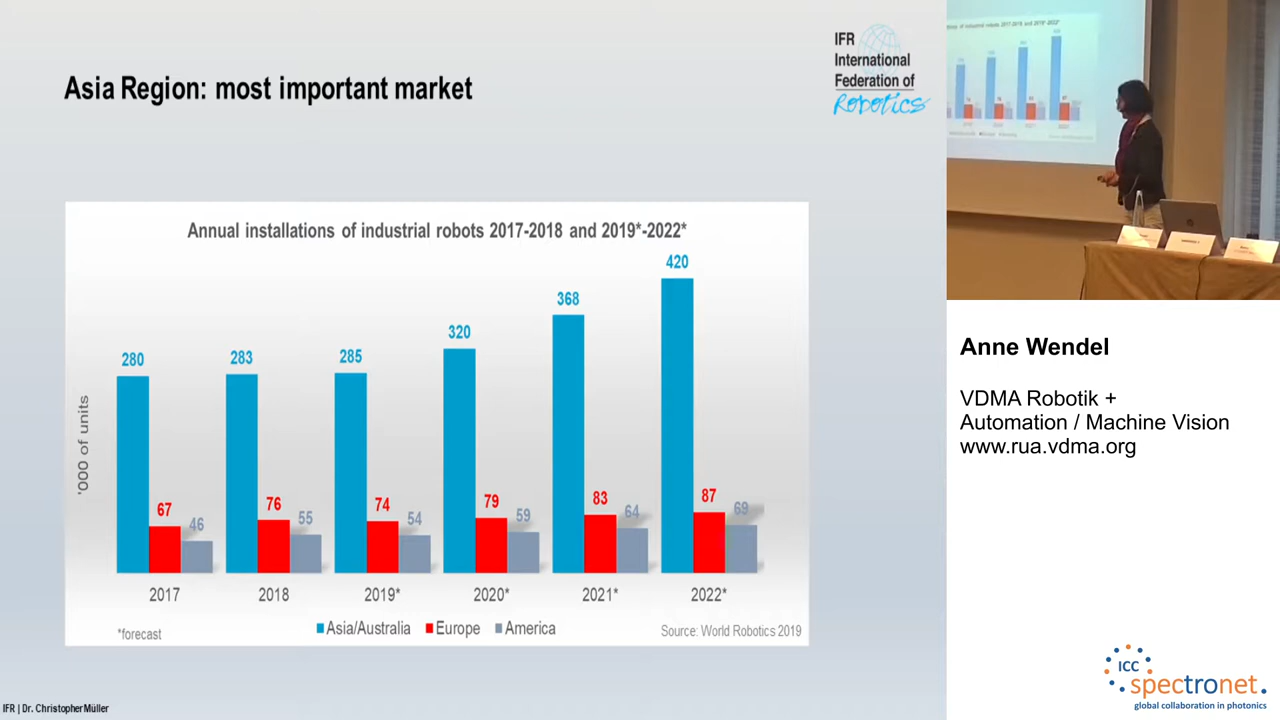 Asia Region: most important market
IFR
International
Federation of
Robotics
Annual installations of industrial robots 2017-2018 and 2019*-2022*
'000 of units
280
67
46
283
76
55
285
74
54
320
79
59
368
83
64
420
87
69
2017
2018
2019*
2020*
2021*
2022*
Asia/Australia
Europe
America
*forecast
Source: World Robotics 2019
IFR | Dr. Christopher Müller
Anne Wendel
VDMA Robotik +
Automation / Machine Vision
www.rua.vdma.org
ICC
spectronet.
global collaboration in photonics